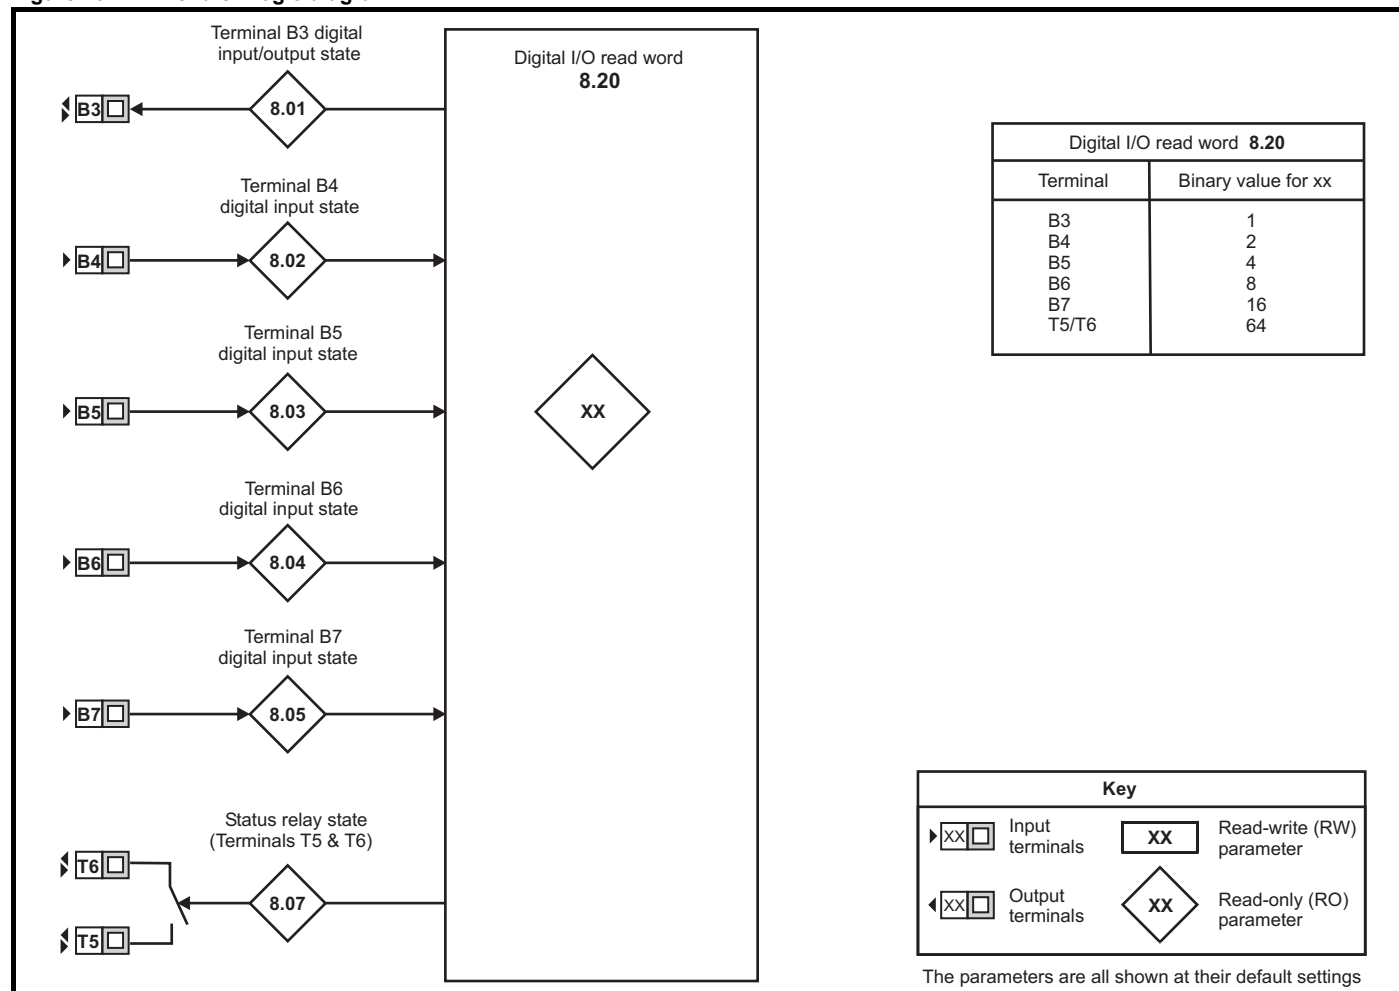 Terminal B3 digital
input/output state
B3
8.01
Terminal B4
digital input state
B4
8.02
Terminal B5
digital input state
B5
8.03
Terminal B6
digital input state
B6
8.04
Terminal B7
digital input state
B7
8.05
Status relay state
(Terminals T5 & T6)
T6
8.07
T5
Digital I/O read word
8.20
XX
Digital I/O read word 8.20
Terminal Binary value for xx
B3 1
B4 2
B5 4
B6 8
B7 16
T5/T6 64
Key
XX Input
terminals
XX Read-write (RW)
parameter
XX Output
terminals
XX Read-only (RO)
parameter
The parameters are all shown at their default settings